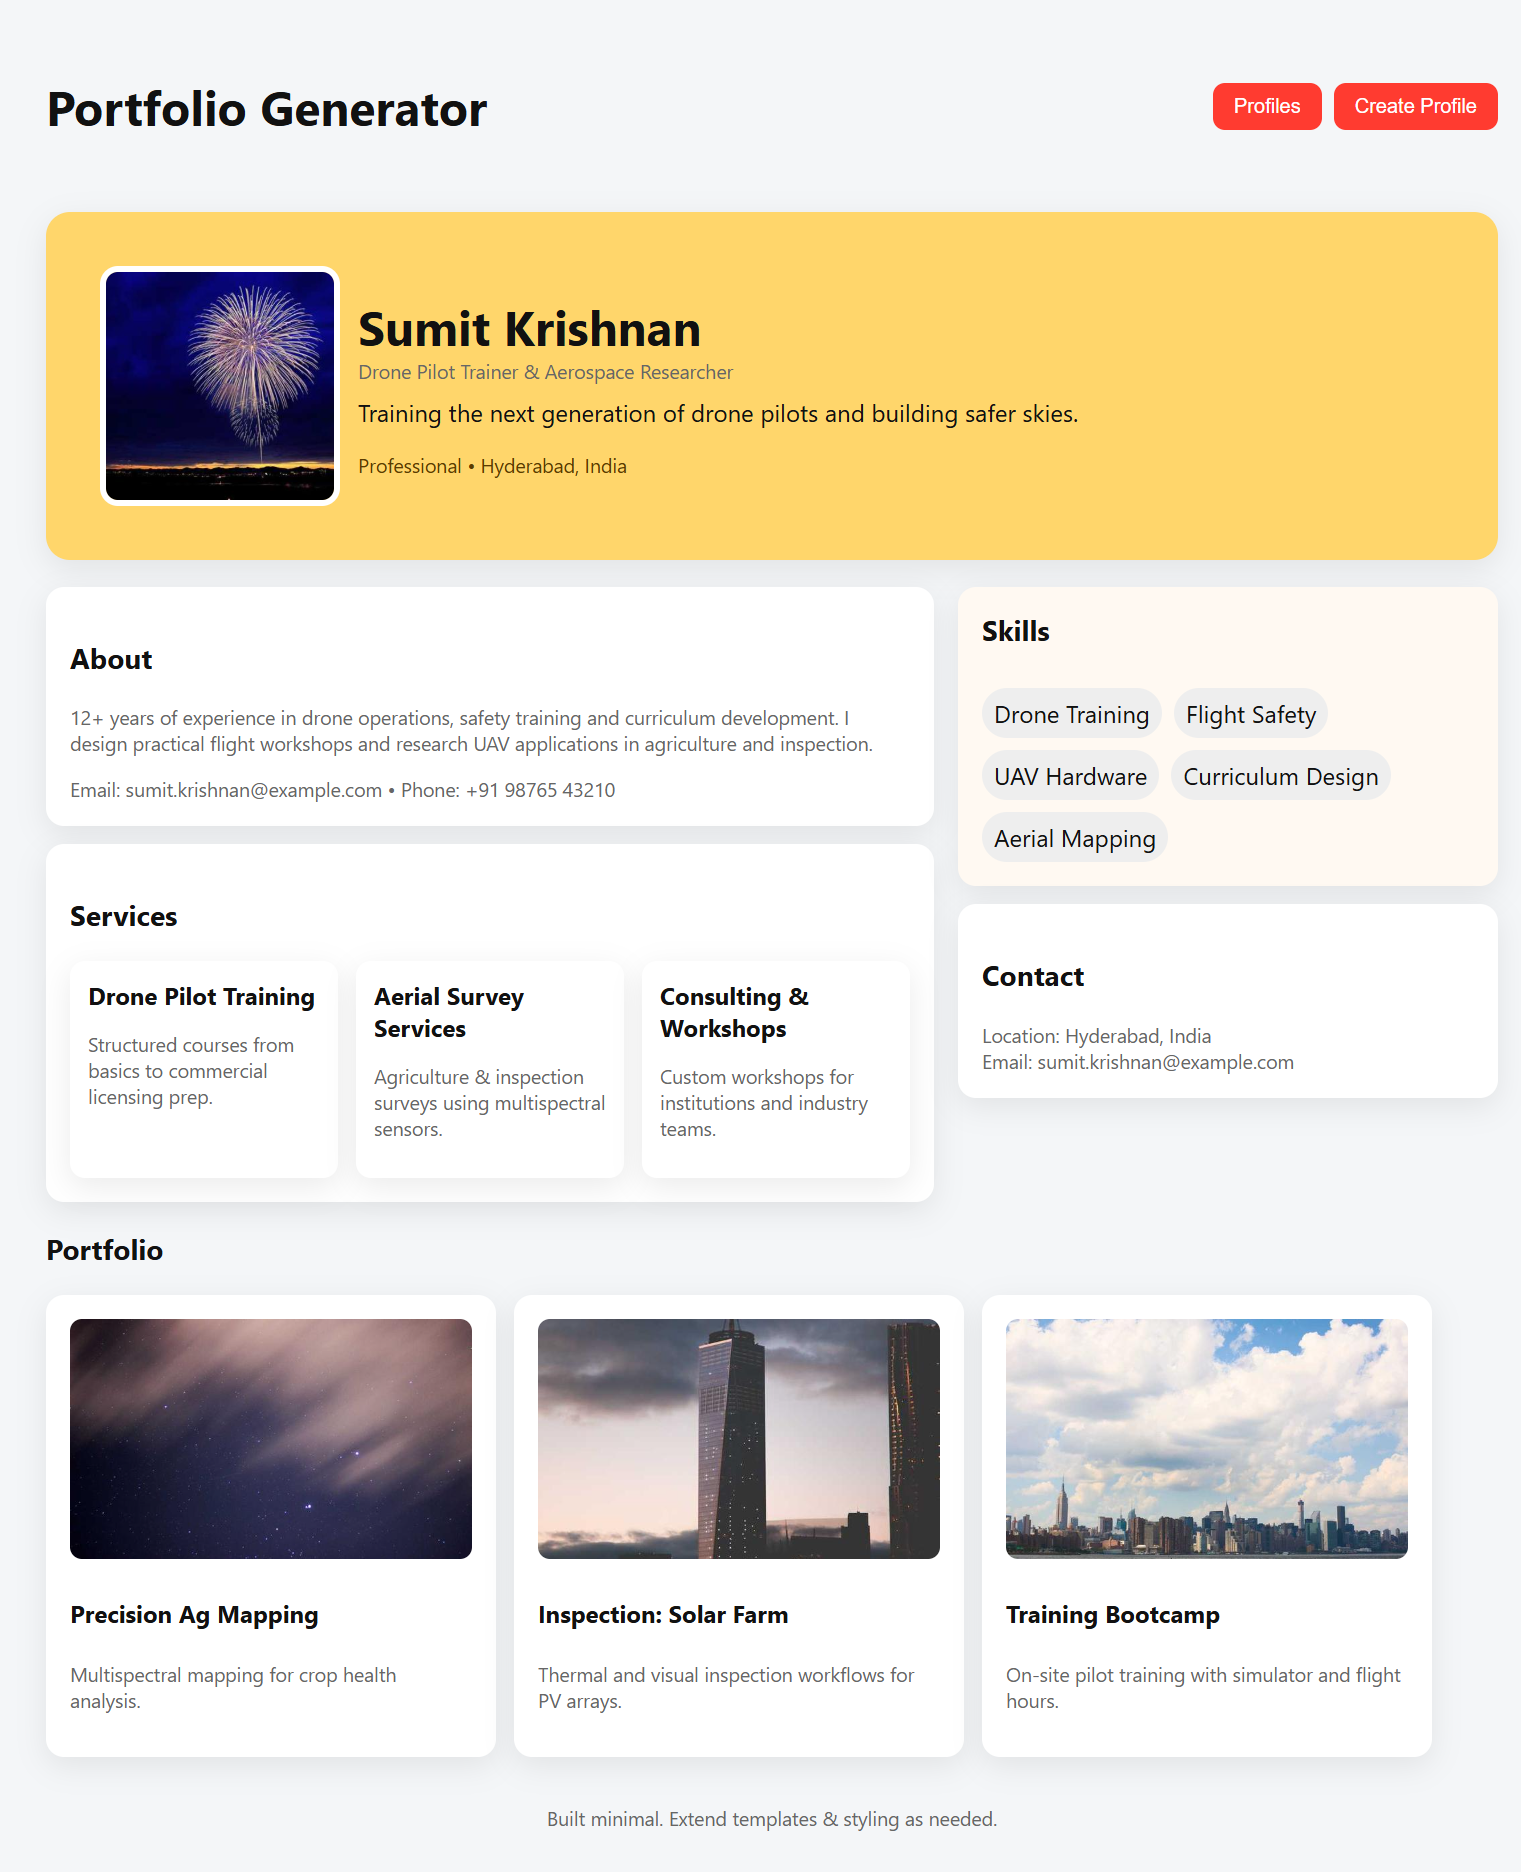 Portfolio Generator
Profiles
Create Profile
Sumit Krishnan
Drone Pilot Trainer & Aerospace Researcher
Training the next generation of drone pilots and building safer skies.
Professional • Hyderabad, India
About
12+ years of experience in drone operations, safety training and curriculum development. I
design practical flight workshops and research UAV applications in agriculture and inspection.
Email: sumit.krishnan@example.com • Phone: +91 98765 43210
Services
Drone Pilot Training
Structured courses from
basics to commercial
licensing prep.
Aerial Survey
Services
Agriculture & inspection
surveys using multispectral
sensors.
Consulting &
Workshops
Custom workshops for
institutions and industry
teams.
Skills
Drone Training
Flight Safety
UAV Hardware
Curriculum Design
Aerial Mapping
Contact
Location: Hyderabad, India
Email: sumit.krishnan@example.com
Portfolio
Precision Ag Mapping
Multispectral mapping for crop health
analysis.
Inspection: Solar Farm
Thermal and visual inspection workflows for
PV arrays.
Training Bootcamp
On-site pilot training with simulator and flight
hours.
Built minimal. Extend templates & styling as needed.